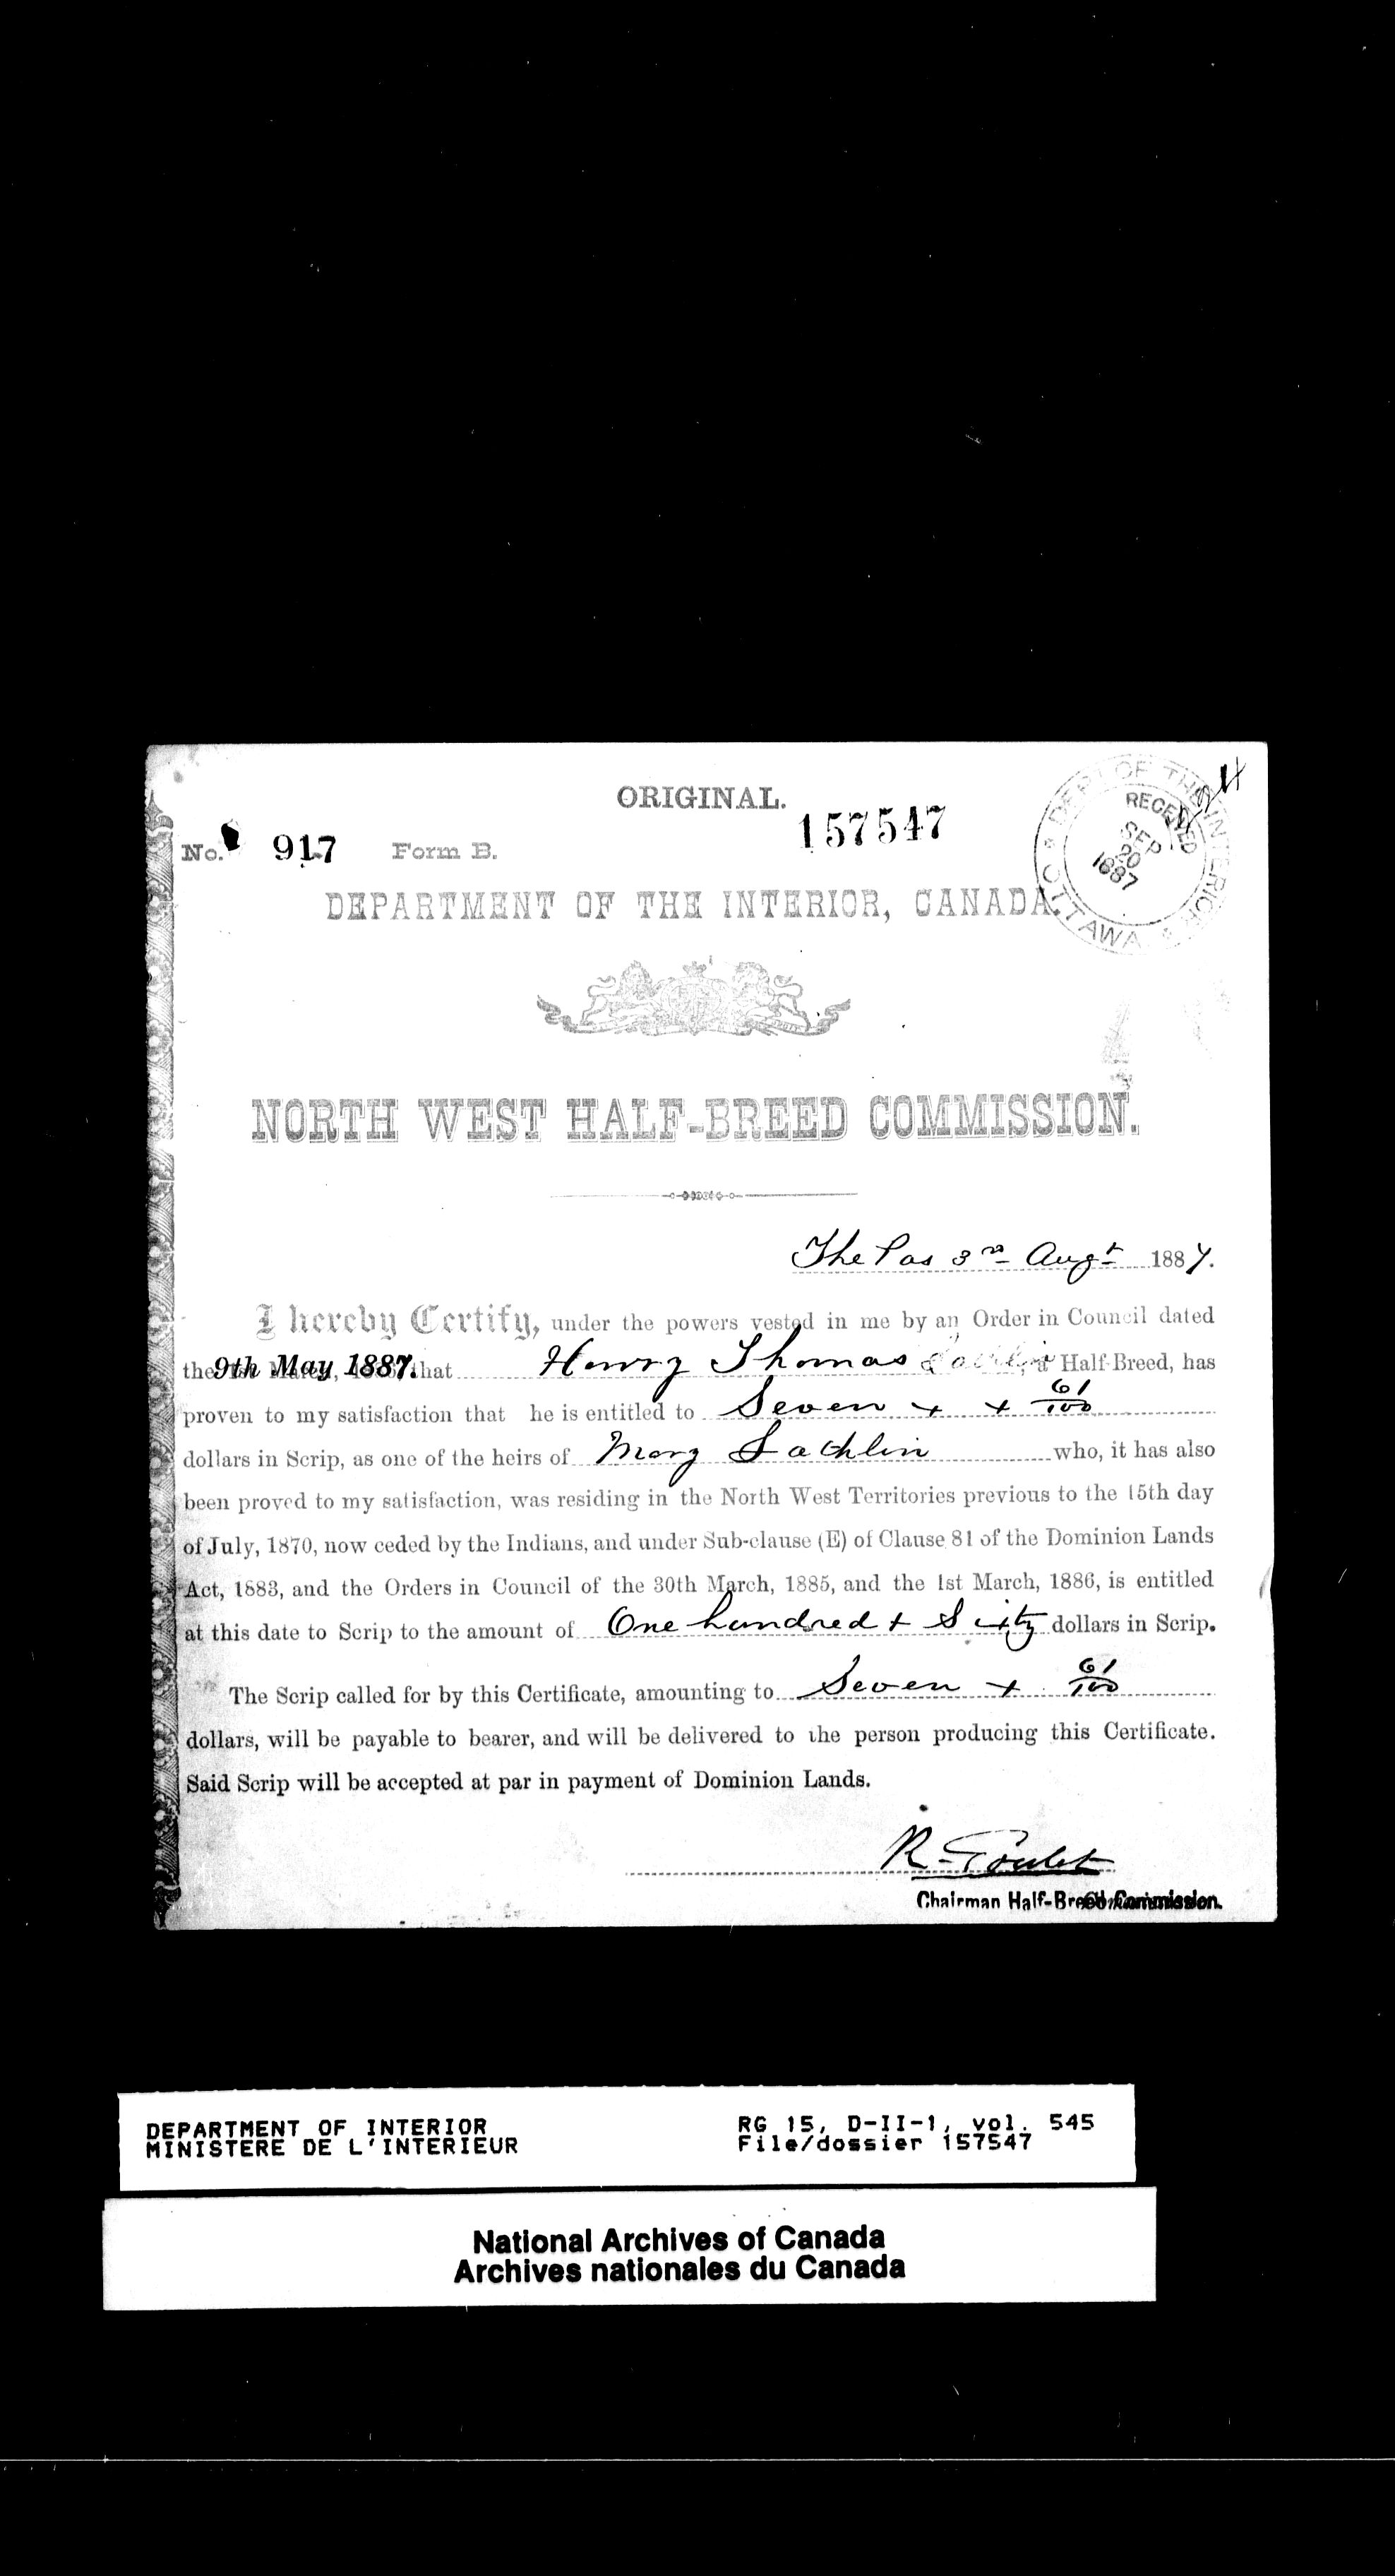 ORIGINAL.
157547
No. 917 Form B.
DEPT OF THE INTERIOR OTTAWA
RECEIVED
SEP
20
1887
DEPARTMENT OF THE INTERIOR, CANADA.
NORTH WEST HALF-BREED COMMISSION.
The Pas 3rd Augt 1887.
I hereby Certify, under the powers vested in me by an Order in Council dated
the 9th May 1887. that Henry Thomas a Half-Breed, has
proven to my satisfaction that he is entitled to Seven + + 61/100
dollars in Scrip, as one of the heirs of Mary Lathlin who, it has also
been proved to my satisfaction, was residing in the North West Territories previous to the 15th day
of July, 1870, now ceded by the Indians, and under Sub-clause (E) of Clause 81 of the Dominion Lands
Act, 1883, and the Orders in Council of the 30th March, 1885, and the 1st March, 1886, is entitled
at this date to Scrip to the amount of One hundred + Sixty dollars in Scrip.
The Scrip called for by this Certificate, amounting to Seven + 61/100
dollars, will be payable to bearer, and will be delivered to the person producing this Certificate.
Said Scrip will be accepted at par in payment of Dominion Lands.
R. Goulet
Chairman Half-Breed Commission.
DEPARTMENT OF INTERIOR
MINISTERE DE L'INTERIEUR
RG 15, D-II-1, vol. 545
File/dossier 157547
National Archives of Canada
Archives nationales du Canada